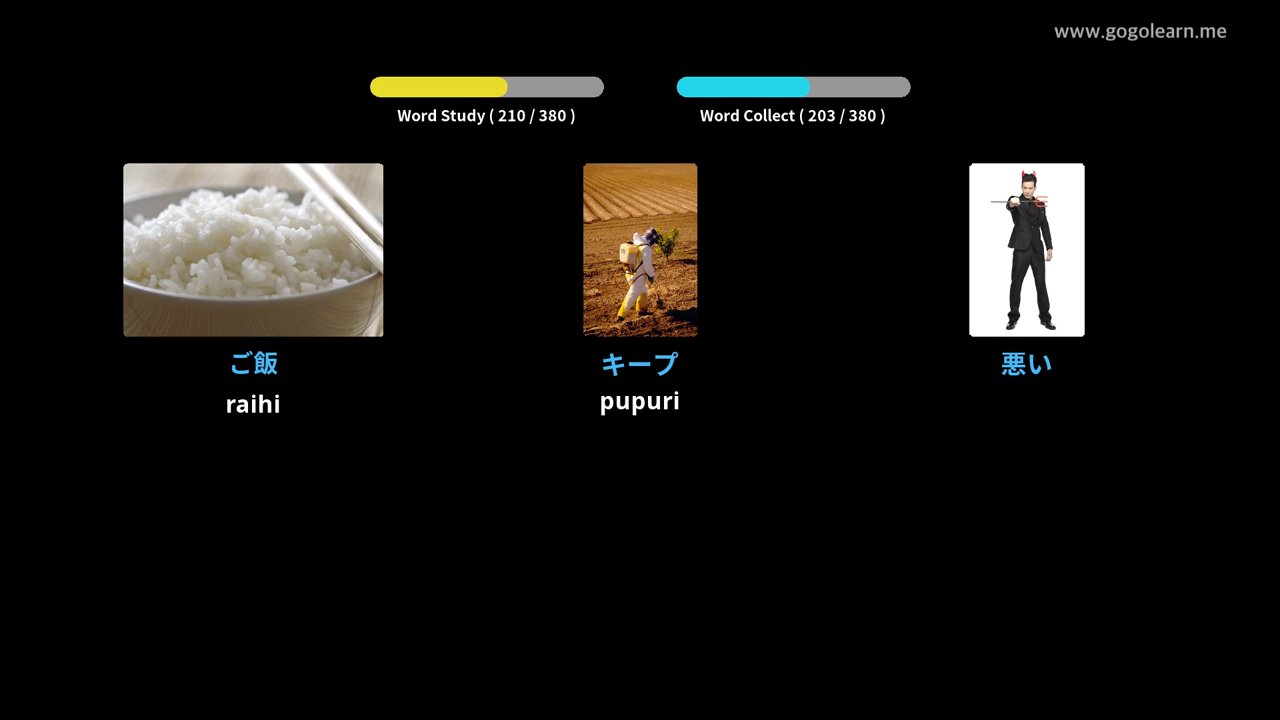 www.gogolearn.me
Word Study ( 210 / 380 )
Word Collect ( 203 / 380 )
ご飯
raihi
キープ
pupuri
悪い